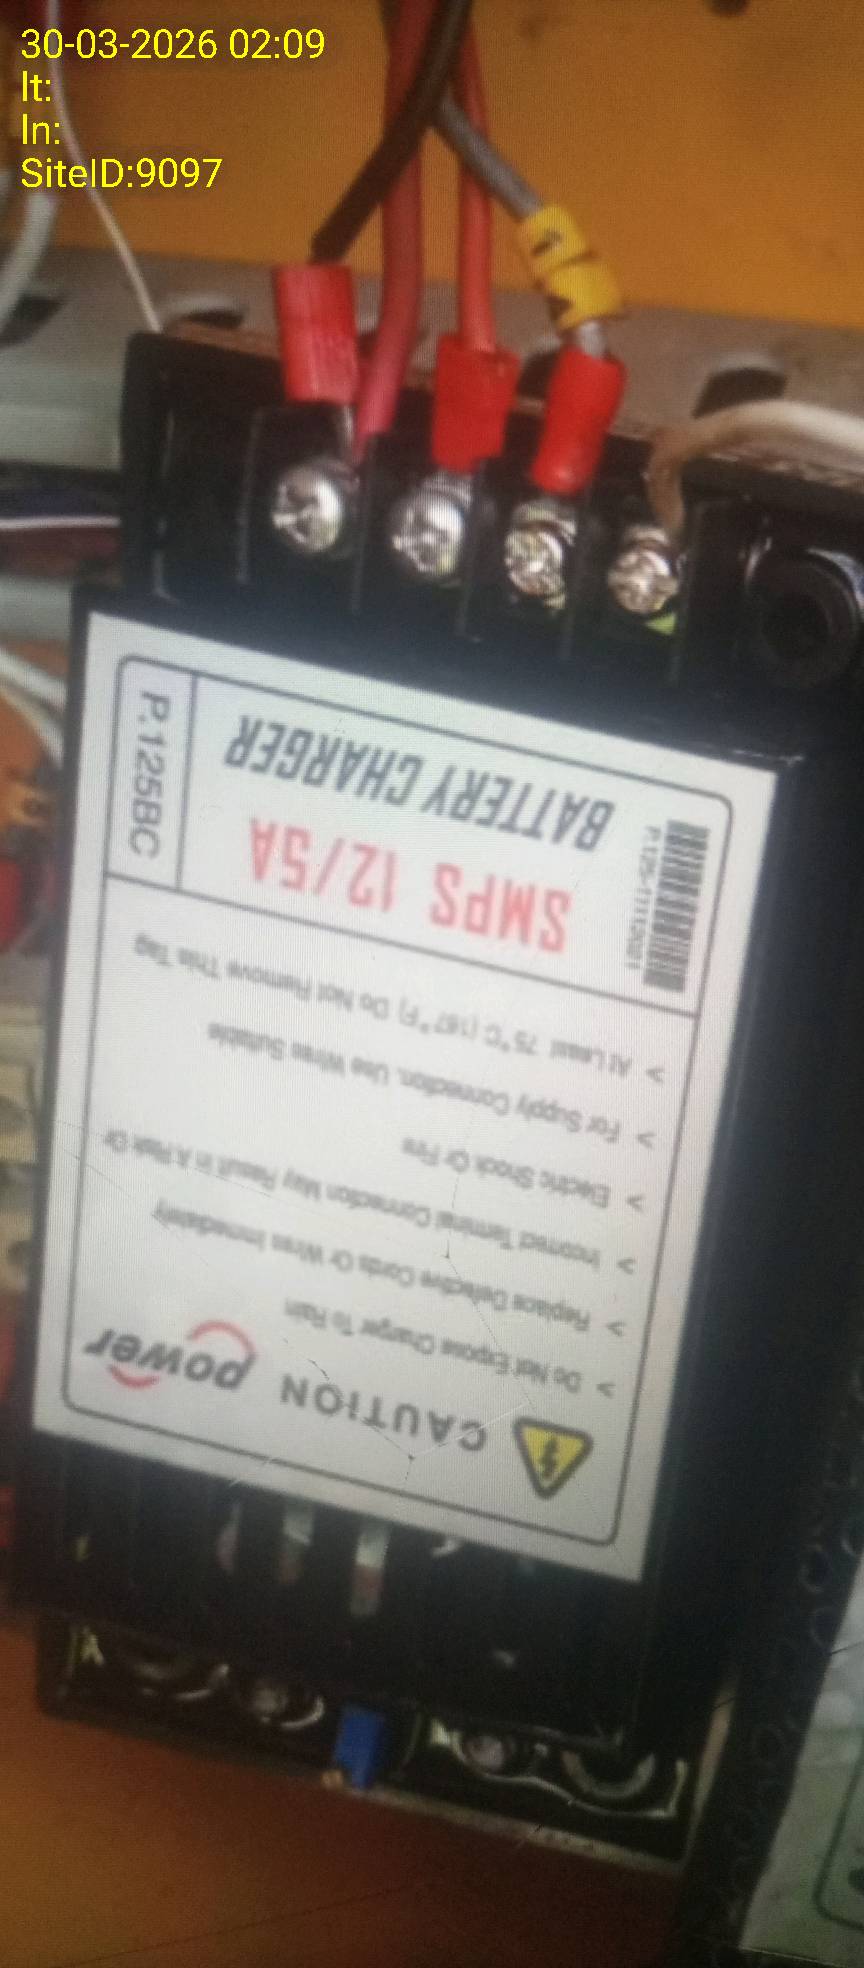 30-03-2026 02:09
lt:
ln:
SiteID:9097
CAUTION power
> Do Not Expose Charger To Rain
> Replace Defective Cords Or Wires Immediately
> Incorrect Terminal Connection May Result In A Risk Or
> Electric Shock Or Fire
> For Supply Connection, Use Wires Suitable
> At Least 75°C (167°F) Do Not Remove This Tag
SMPS 12/5A
BATTERY CHARGER
P.125BC